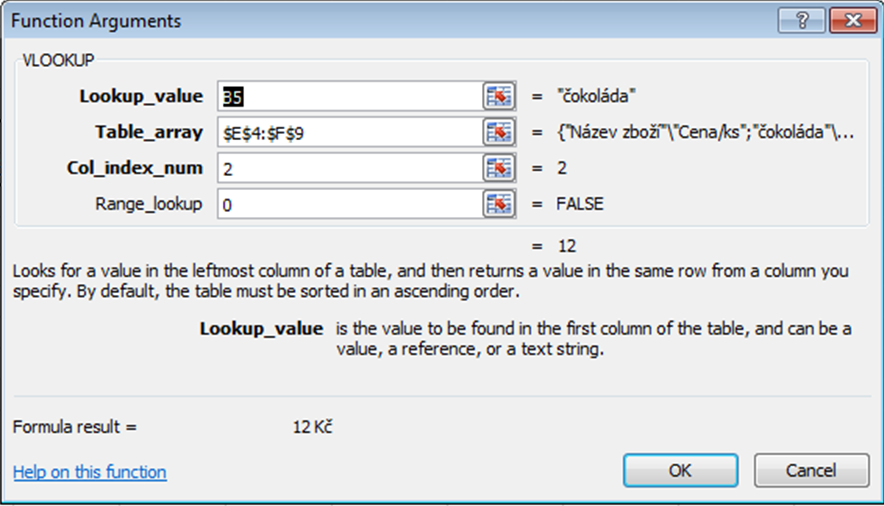 Function Arguments
VLOOKUP
Lookup_value B5 = "čokoláda"
Table_array $E$4:$F$9 = {"Název zboží"\"Cena/ks";"čokoláda"\...
Col_index_num 2 = 2
Range_lookup 0 = FALSE
= 12
Looks for a value in the leftmost column of a table, and then returns a value in the same row from a column you
specify. By default, the table must be sorted in an ascending order.
Lookup_value is the value to be found in the first column of the table, and can be a
value, a reference, or a text string.
Formula result = 12 Kč
Help on this function OK Cancel